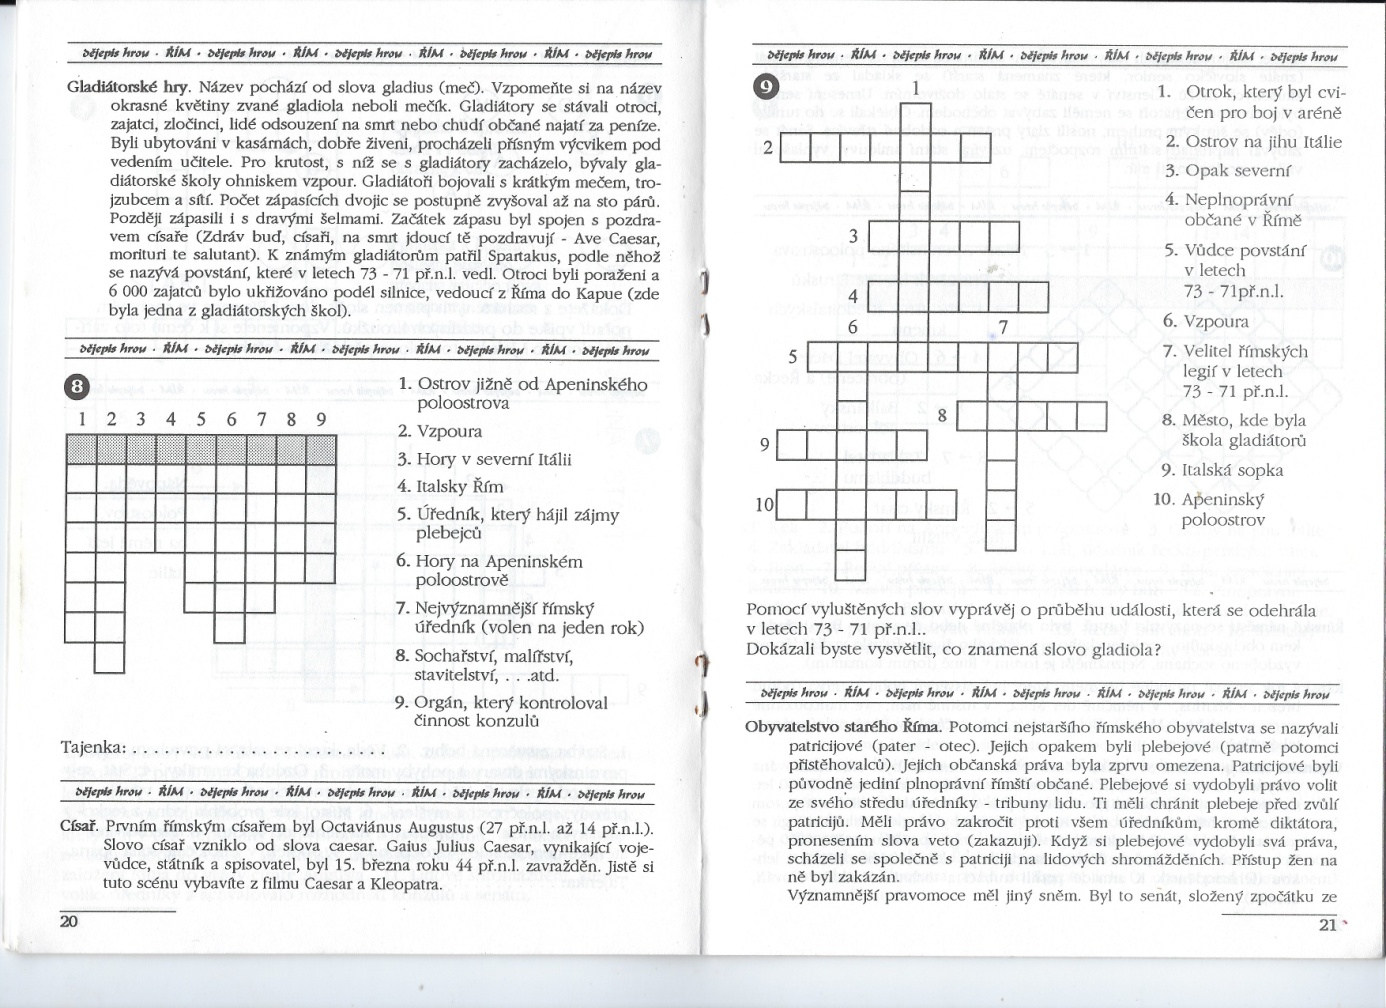 Dějepis hrou · ŘÍM · Dějepis hrou · ŘÍM · Dějepis hrou · ŘÍM · Dějepis hrou · ŘÍM · Dějepis hrou
Gladiátorské hry. Název pochází od slova gladius (meč). Vzpomeňte si na název
okrasné květiny zvané gladiola neboli mečík. Gladiátory se stávali otroci,
zajatci, zločinci, lidé odsouzení na smrt nebo chudí občané najatí za peníze.
Byli ubytováni v kasárnách, dobře živeni, procházeli přísným výcvikem pod
vedením učitele. Pro krutost, s níž se s gladiátory zacházelo, bývaly gla-
diátorské školy ohniskem vzpour. Gladiátoři bojovali s krátkým mečem, tro-
jzubcem a sítí. Počet zápasících dvojic se postupně zvyšoval až na sto párů.
Později zápasili i s dravými šelmami. Začátek zápasu byl spojen s pozdra-
vem císaře (Zdráv buď, císaři, na smrt jdoucí tě pozdravují - Ave Caesar,
morituri te salutant). K známým gladiátorům patřil Spartakus, podle něhož
se nazývá povstání, které v letech 73 - 71 př.n.l. vedl. Otroci byli poraženi a
6 000 zajatců bylo ukřižováno podél silnice, vedoucí z Říma do Kapue (zde
byla jedna z gladiátorských škol).
Dějepis hrou · ŘÍM · Dějepis hrou · ŘÍM · Dějepis hrou · ŘÍM · Dějepis hrou · ŘÍM · Dějepis hrou
8
1 2 3 4 5 6 7 8 9
1. Ostrov jižně od Apeninského
poloostrova
2. Vzpoura
3. Hory v severní Itálii
4. Italsky Řím
5. Úředník, který hájil zájmy
plebejců
6. Hory na Apeninském
poloostrově
7. Nejvýznamnější římský
úředník (volen na jeden rok)
8. Sochařství, malířství,
stavitelství, . . .atd.
9. Orgán, který kontroloval
činnost konzulů
Tajenka: . . . . . . . . . . . . . . . . . . . . . . . .
Dějepis hrou · ŘÍM · Dějepis hrou · ŘÍM · Dějepis hrou · ŘÍM · Dějepis hrou · ŘÍM · Dějepis hrou
Císař. Prvním římským císařem byl Octaviánus Augustus (27 př.n.l. až 14 př.n.l.).
Slovo císař vzniklo od slova caesar. Gaius Julius Caesar, vynikající voje-
vůdce, státník a spisovatel, byl 15. března roku 44 př.n.l. zavražděn. Jistě si
tuto scénu vybavíte z filmu Caesar a Kleopatra.
20
Dějepis hrou · ŘÍM · Dějepis hrou · ŘÍM · Dějepis hrou · ŘÍM · Dějepis hrou · ŘÍM · Dějepis hrou
9
1
2
3
4
6
7
5
8
9
10
1. Otrok, který byl cvi-
čen pro boj v aréně
2. Ostrov na jihu Itálie
3. Opak severní
4. Neplnoprávní
občané v Římě
5. Vůdce povstání
v letech
73 - 71př.n.l.
6. Vzpoura
7. Velitel římských
legií v letech
73 - 71 př.n.l.
8. Město, kde byla
škola gladiátorů
9. Italská sopka
10. Apeninský
poloostrov
Pomocí vyluštěných slov vyprávěj o průběhu události, která se odehrála
v letech 73 - 71 př.n.l..
Dokázali byste vysvětlit, co znamená slovo gladiola?
Dějepis hrou · ŘÍM · Dějepis hrou · ŘÍM · Dějepis hrou · ŘÍM · Dějepis hrou · ŘÍM · Dějepis hrou
Obyvatelstvo starého Říma. Potomci nejstaršího římského obyvatelstva se nazývali
patricijové (pater - otec). Jejich opakem byli plebejové (patrně potomci
přistěhovalců). Jejich občanská práva byla zprvu omezena. Patricijové byli
původně jediní plnoprávní římští občané. Plebejové si vydobyli právo volit
ze svého středu úředníky - tribuny lidu. Ti měli chránit plebeje před zvůlí
patricijů. Měli právo zakročit proti všem úředníkům, kromě diktátora,
pronesením slova veto (zakazuji). Když si plebejové vydobyli svá práva,
scházeli se společně s patriciji na lidových shromážděních. Přístup žen na
ně byl zakázán.
Významnější pravomoce měl jiný sněm. Byl to senát, složený zpočátku ze
21